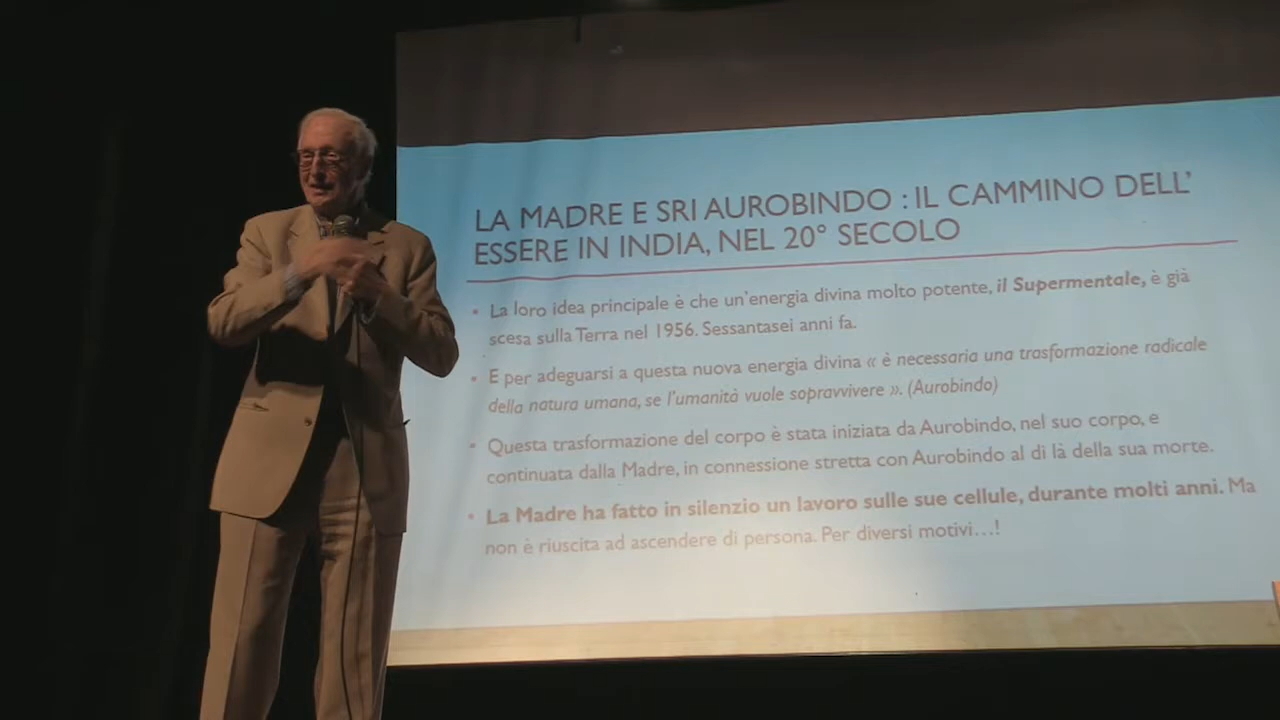 LA MADRE E SRI AUROBINDO : IL CAMMINO DELL'
ESSERE IN INDIA, NEL 20° SECOLO
• La loro idea principale è che un'energia divina molto potente, il Supermentale, è già
scesa sulla Terra nel 1956. Sessantasei anni fa.
• E per adeguarsi a questa nuova energia divina « è necessaria una trasformazione radicale
della natura umana, se l'umanità vuole sopravvivere ». (Aurobindo)
• Questa trasformazione del corpo è stata iniziata da Aurobindo, nel suo corpo, e
continuata dalla Madre, in connessione stretta con Aurobindo al di là della sua morte.
• La Madre ha fatto in silenzio un lavoro sulle sue cellule, durante molti anni. Ma
non è riuscita ad ascendere di persona. Per diversi motivi...!